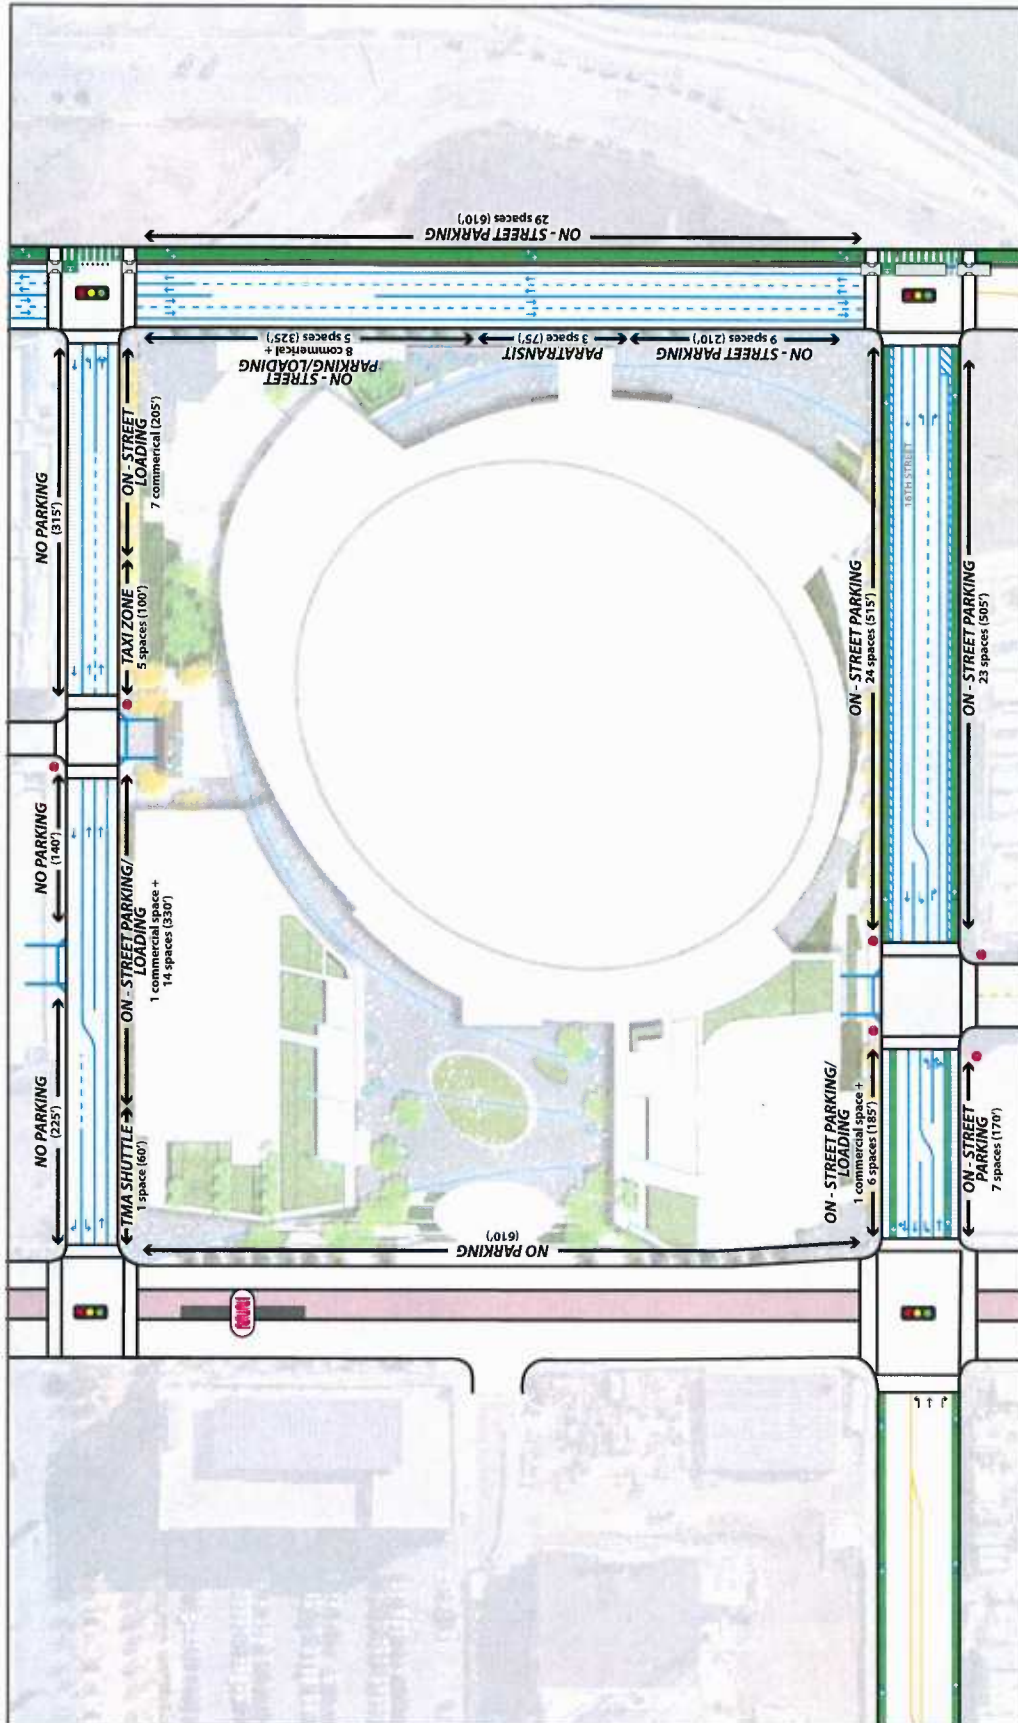 29 spaces (610')
ON - STREET PARKING
5 spaces (325')
8 commerical +
PARKING/LOADING
ON - STREET
3 space (75')
PARATRANSIT
9 spaces (210')
ON - STREET PARKING
NO PARKING
(315')
ON - STREET
LOADING
7 commerical (205')
TAXI ZONE
5 spaces (100')
NO PARKING
(140')
ON - STREET PARKING/
LOADING
1 commercial space +
14 spaces (330')
NO PARKING
(225')
TMA SHUTTLE
1 space (60')
16TH STREET
ON - STREET PARKING
24 spaces (515')
ON - STREET PARKING
23 spaces (505')
ON - STREET PARKING/
LOADING
1 commercial space +
6 spaces (185')
ON - STREET
PARKING
7 spaces (170')
(610')
NO PARKING